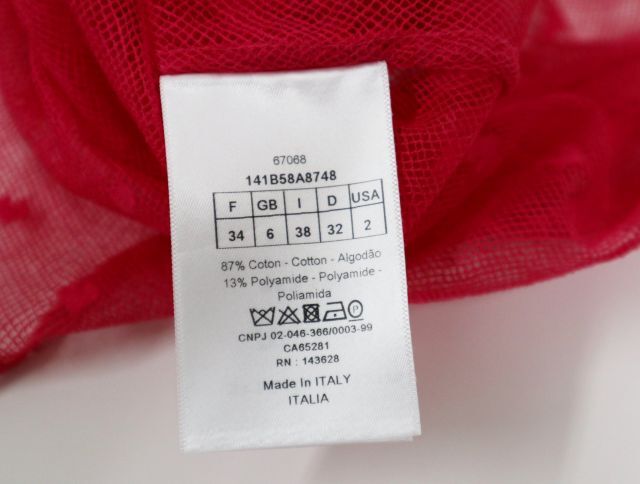 67068
141B58A8748
F GB I D USA
34 6 38 32 2
87% Coton - Cotton - Algodão
13% Polyamide - Polyamide -
Poliamida
P
CNPJ 02-046-366/0003-99
CA65281
RN : 143628
Made In ITALY
ITALIA